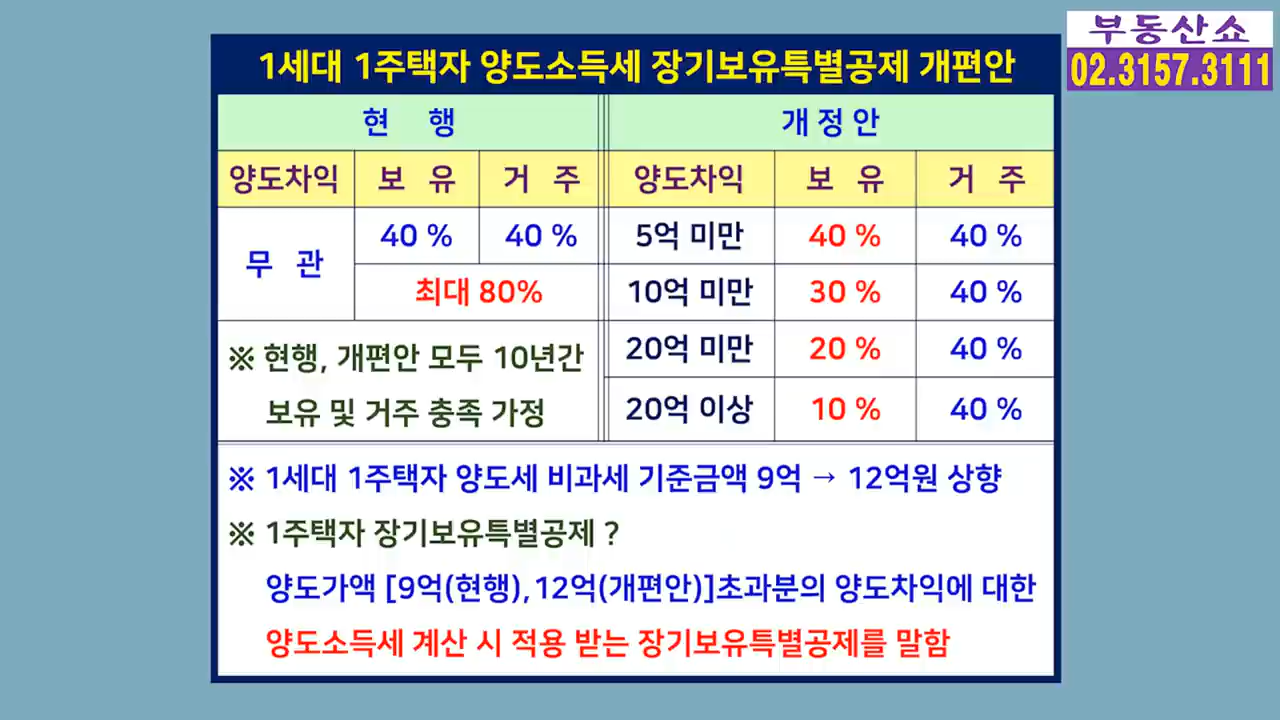 부동산쇼
02.3157.3111
1세대 1주택자 양도소득세 장기보유특별공제 개편안
현 행 개정안
양도차익 보 유 거 주 양도차익 보 유 거 주
무 관 40 % 40 % 5억 미만 40 % 40 %
최대 80% 10억 미만 30 % 40 %
20억 미만 20 % 40 %
20억 이상 10 % 40 %
※ 현행, 개편안 모두 10년간
보유 및 거주 충족 가정
※ 1세대 1주택자 양도세 비과세 기준금액 9억 → 12억원 상향
※ 1주택자 장기보유특별공제 ?
양도가액 [9억(현행), 12억(개편안)]초과분의 양도차익에 대한
양도소득세 계산 시 적용 받는 장기보유특별공제를 말함